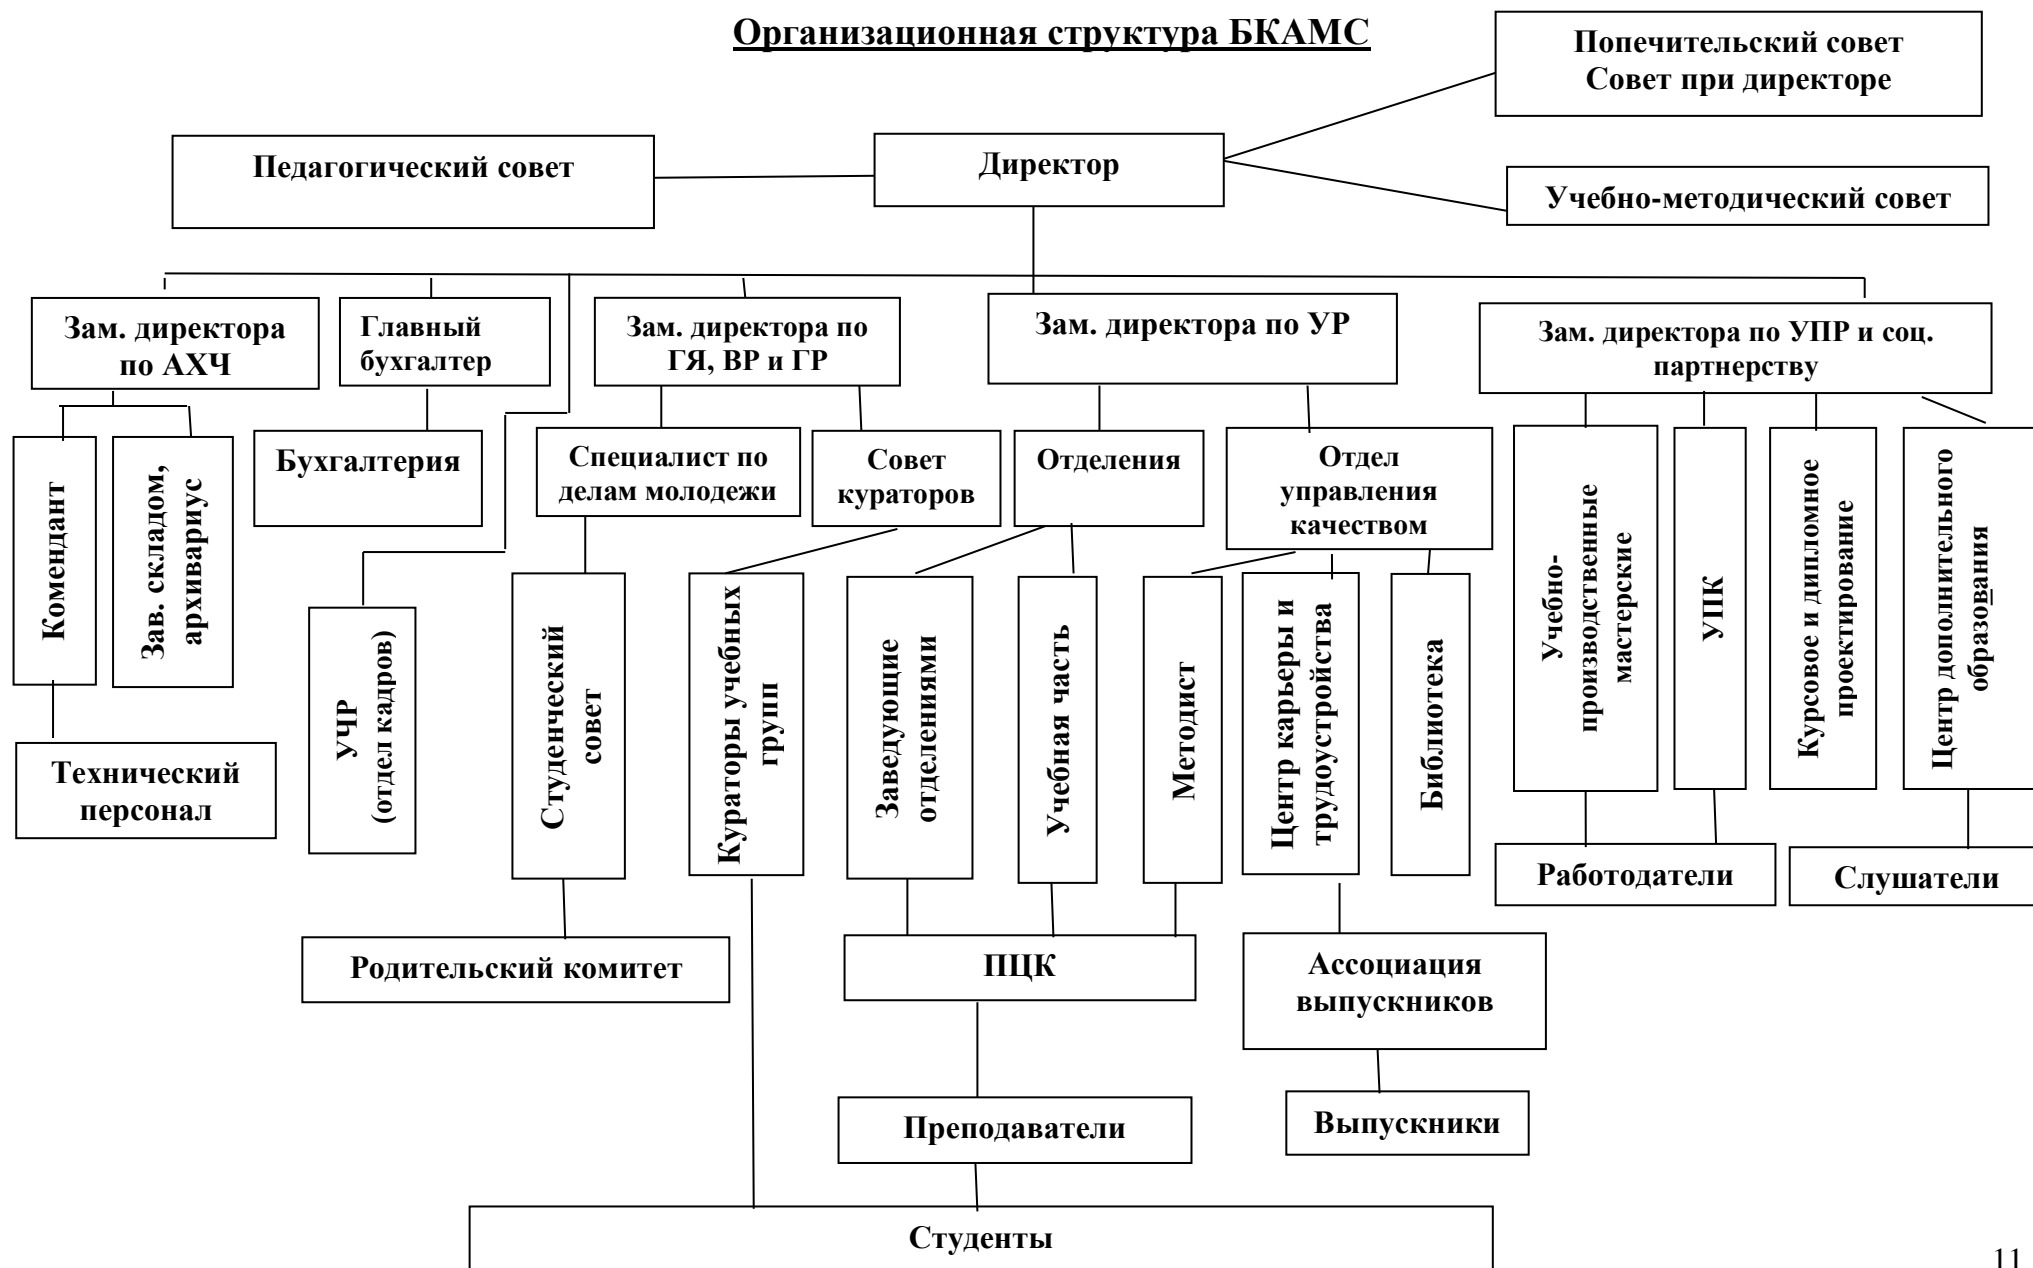 Организационная структура БКАМС
Попечительский совет
Совет при директоре
Педагогический совет
Директор
Учебно-методический совет
Зам. директора
по АХЧ
Главный
бухгалтер
Зам. директора по
ГЯ, ВР и ГР
Зам. директора по УР
Зам. директора по УПР и соц.
партнерству
Комендант
Зав. складом,
архивариус
Бухгалтерия
Специалист по
делам молодежи
Совет
кураторов
Отделения
Отдел
управления
качеством
Учебно-
производственные
мастерские
УПК
Курсовое и дипломное
проектирование
Центр дополнительного
образования
УЧР
(отдел кадров)
Студенческий
совет
Кураторы учебных
групп
Заведующие
отделениями
Учебная часть
Методист
Центр карьеры и
трудоустройства
Библиотека
Технический
персонал
Работодатели
Слушатели
Родительский комитет
ПЦК
Ассоциация
выпускников
Преподаватели
Выпускники
Студенты
11